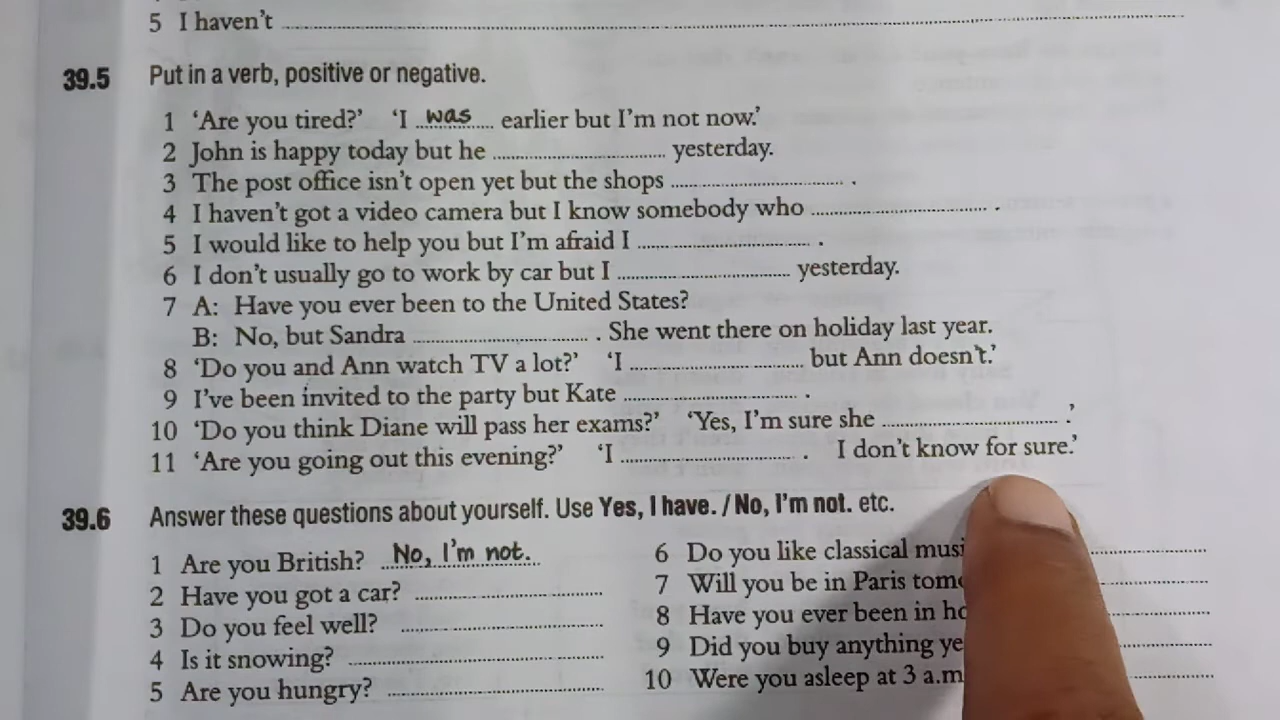 5 I haven't
39.5 Put in a verb, positive or negative.
1 'Are you tired?' 'I was earlier but I'm not now.'
2 John is happy today but he ........ yesterday.
3 The post office isn't open yet but the shops ........ .
4 I haven't got a video camera but I know somebody who ........ .
5 I would like to help you but I'm afraid I ........ .
6 I don't usually go to work by car but I ........ yesterday.
7 A: Have you ever been to the United States?
B: No, but Sandra ........ . She went there on holiday last year.
8 'Do you and Ann watch TV a lot?' 'I ........ but Ann doesn't.'
9 I've been invited to the party but Kate ........ .
10 'Do you think Diane will pass her exams?' 'Yes, I'm sure she ........ .'
11 'Are you going out this evening?' 'I ........ . I don't know for sure.'
39.6 Answer these questions about yourself. Use Yes, I have. / No, I'm not. etc.
1 Are you British? No, I'm not.
2 Have you got a car? ........
3 Do you feel well? ........
4 Is it snowing? ........
5 Are you hungry? ........
6 Do you like classical
7 Will you be in Paris
8 Have you ever been in
9 Did you buy anything
10 Were you asleep at 3